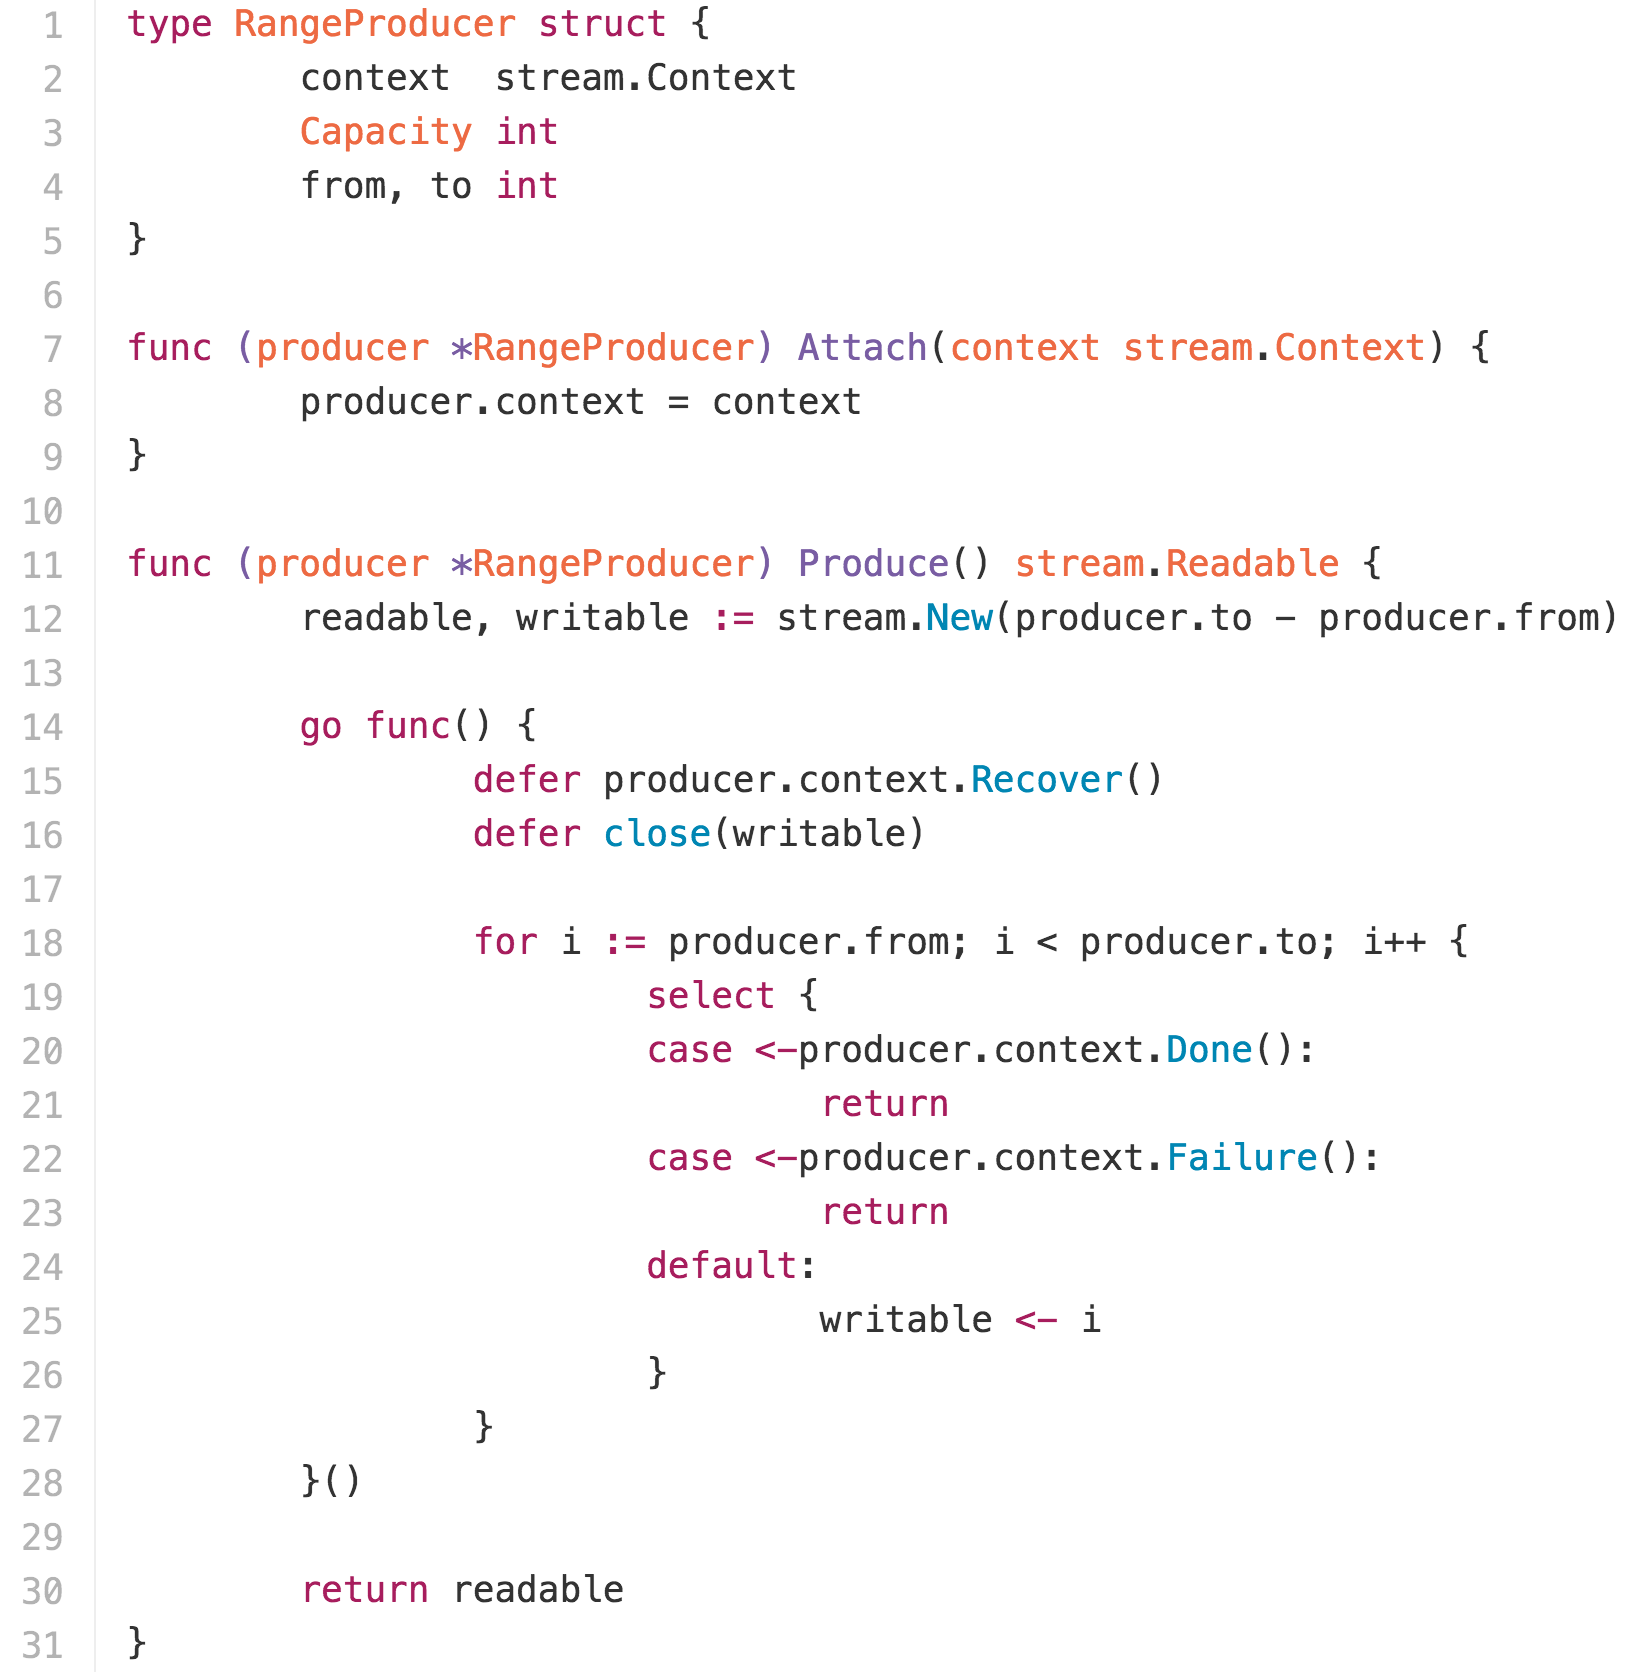 1 type RangeProducer struct {
2 context  stream.Context
3 Capacity int
4 from, to int
5 }
6
7 func (producer *RangeProducer) Attach(context stream.Context) {
8 producer.context = context
9 }
10
11 func (producer *RangeProducer) Produce() stream.Readable {
12 readable, writable := stream.New(producer.to - producer.from)
13
14 go func() {
15 defer producer.context.Recover()
16 defer close(writable)
17
18 for i := producer.from; i < producer.to; i++ {
19 select {
20 case <-producer.context.Done():
21 return
22 case <-producer.context.Failure():
23 return
24 default:
25 writable <- i
26 }
27 }
28 }()
29
30 return readable
31 }